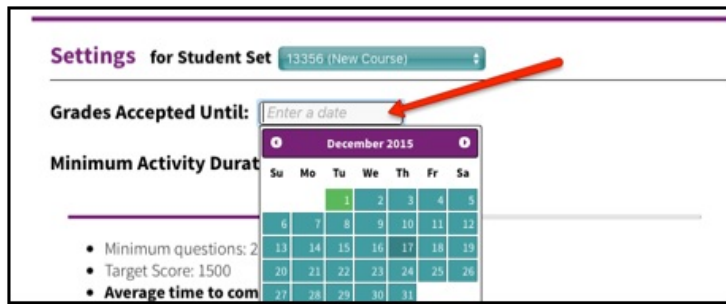 Settings for Student Set 13356 (New Course)
Grades Accepted Until: Enter a date
December 2015
Minimum Activity Durat
Su Mo Tu We Th Fr Sa
1 2 3 4 5
6 7 8 9 10 11 12
• Minimum questions: 2
13 14 15 16 17 18 19
• Target Score: 1500
20 21 22 23 24 25 26
• Average time to com
27 28 29 30 31